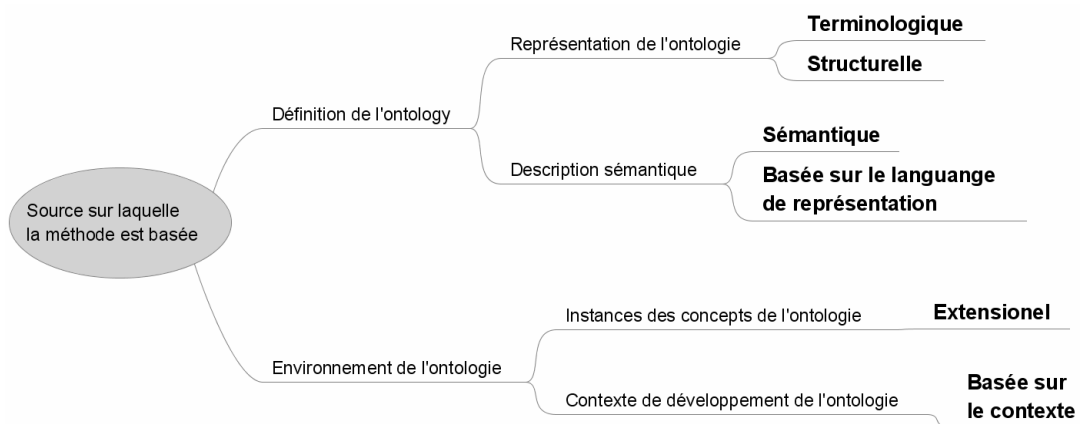 Terminologique
Représentation de l'ontologie
Structurelle
Définition de l'ontology
Sémantique
Description sémantique
Basée sur le languange
de représentation
Source sur laquelle
la méthode est basée
Instances des concepts de l'ontologie
Extensionel
Environnement de l'ontologie
Contexte de développement de l'ontologie
Basée sur
le contexte